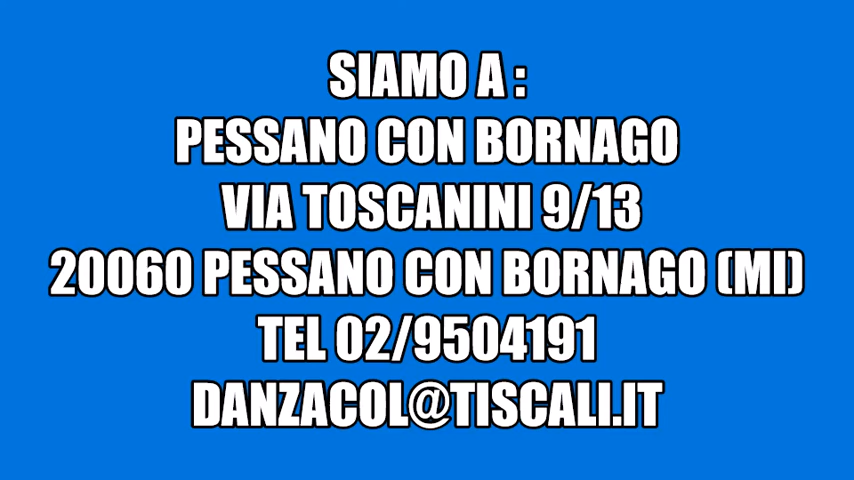 SIAMO A :
PESSANO CON BORNAGO
VIA TOSCANINI 9/13
20060 PESSANO CON BORNAGO (MI)
TEL 02/9504191
DANZACOL@TISCALI.IT